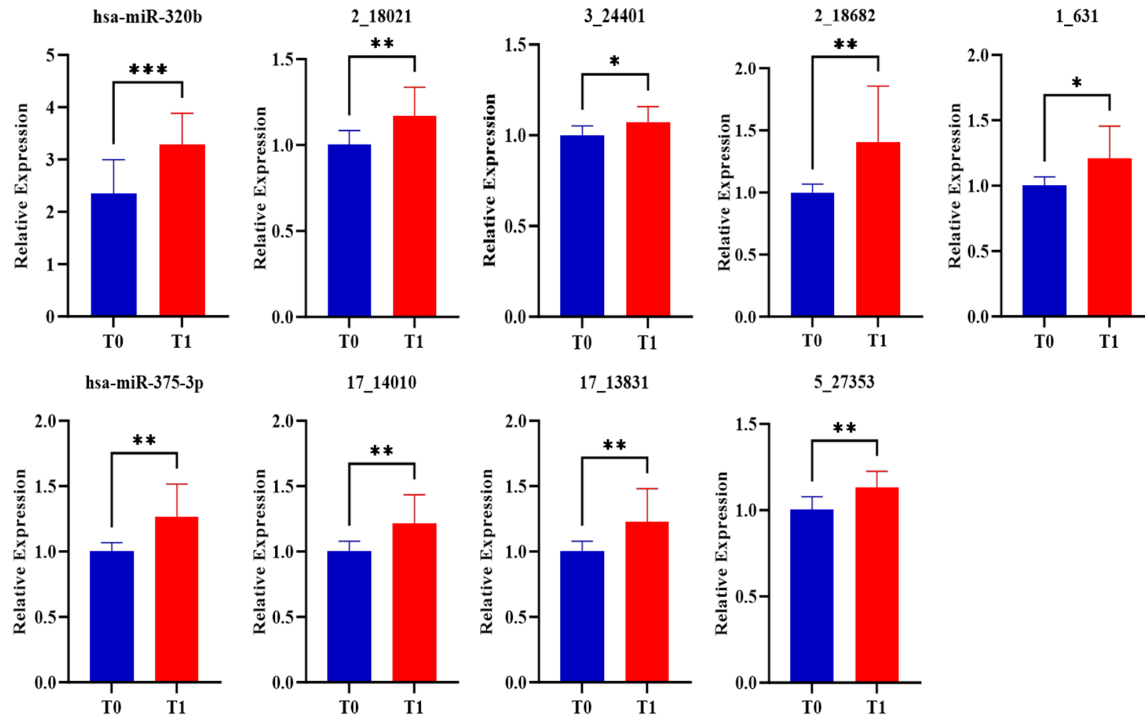 hsa-miR-320b
Relative Expression
5
4
3
2
1
0
***
T0 T1
2_18021
Relative Expression
1.5
1.0
0.5
0.0
**
T0 T1
3_24401
Relative Expression
1.5
1.0
0.5
0.0
*
T0 T1
2_18682
Relative Expression
2.0
1.5
1.0
0.5
0.0
**
T0 T1
1_631
Relative Expression
2.0
1.5
1.0
0.5
0.0
*
T0 T1
hsa-miR-375-3p
Relative Expression
2.0
1.5
1.0
0.5
0.0
**
T0 T1
17_14010
Relative Expression
2.0
1.5
1.0
0.5
0.0
**
T0 T1
17_13831
Relative Expression
2.0
1.5
1.0
0.5
0.0
**
T0 T1
5_27353
Relative Expression
1.5
1.0
0.5
0.0
**
T0 T1